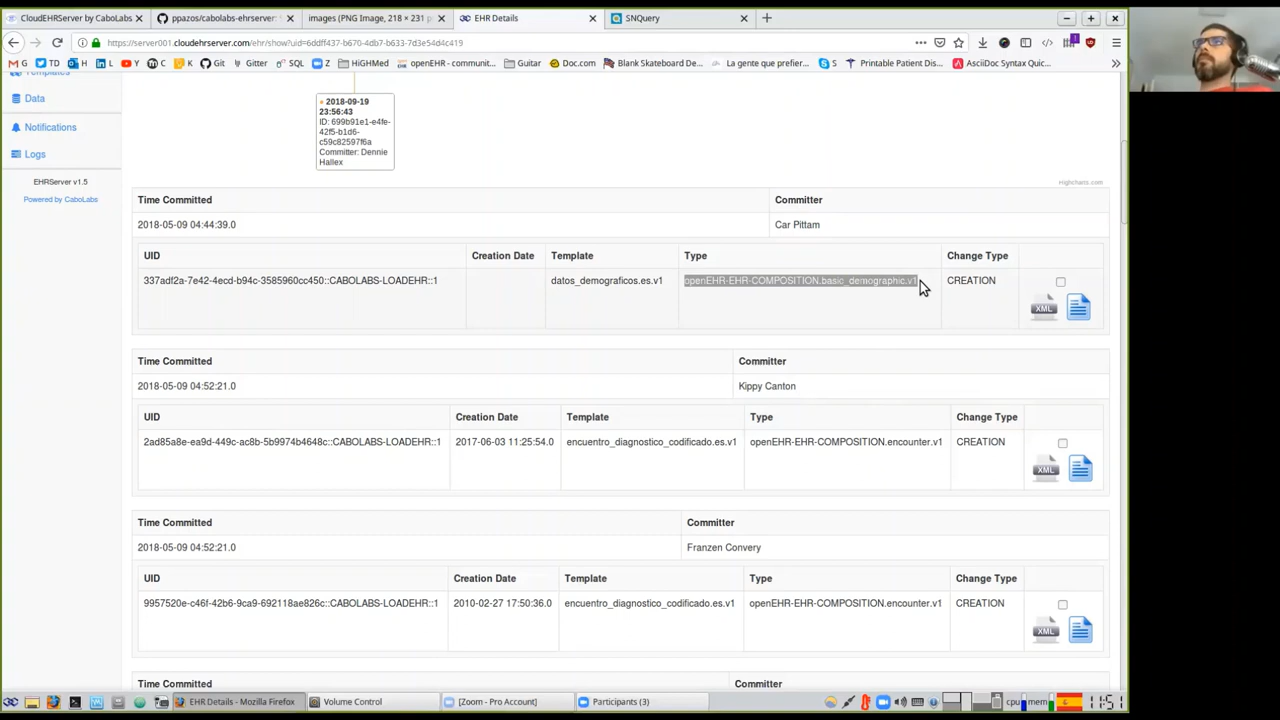 CloudEHRServer by CaboLabs
ppazos/cabolabs-ehrserver:
images (PNG Image, 218 × 231 p
EHR Details
SNQuery
https://server001.cloudehrserver.com/ehr/show?uid=6ddff437-b670-4db7-b633-7d3e54d4c419
G TD H L C K Git Gitter SQL Z HiGHMed openEHR - communit... Guitar Doc.com Blank Skateboard De... La gente que prefier... S Printable Patient Dis... AsciiDoc Syntax Quic...
Templates
Data
Notifications
Logs
EHRServer v1.5
Powered by CaboLabs
2018-09-19
23:56:43
ID: 699b91e1-e4fe-
42f5-b1d6-
c59c82597f6a
Committer: Dennie
Hallex
Highcharts.com
Time Committed Committer
2018-05-09 04:44:39.0 Car Pittam
UID Creation Date Template Type Change Type
337adf2a-7e42-4ecd-b94c-3585960cc450::CABOLABS-LOADEHR::1 datos_demograficos.es.v1 openEHR-EHR-COMPOSITION.basic_demographic.v1 CREATION
XML
Time Committed Committer
2018-05-09 04:52:21.0 Kippy Canton
UID Creation Date Template Type Change Type
2ad85a8e-ea9d-449c-ac8b-5b9974b4648c::CABOLABS-LOADEHR::1 2017-06-03 11:25:54.0 encuentro_diagnostico_codificado.es.v1 openEHR-EHR-COMPOSITION.encounter.v1 CREATION
XML
Time Committed Committer
2018-05-09 04:52:21.0 Franzen Convery
UID Creation Date Template Type Change Type
9957520e-c46f-42b6-9ca9-692118ae826c::CABOLABS-LOADEHR::1 2010-02-27 17:50:36.0 encuentro_diagnostico_codificado.es.v1 openEHR-EHR-COMPOSITION.encounter.v1 CREATION
XML
Time Committed Committer
EHR Details - Mozilla Firefox Volume Control [Zoom - Pro Account] Participants (3) cpu mem 11:51